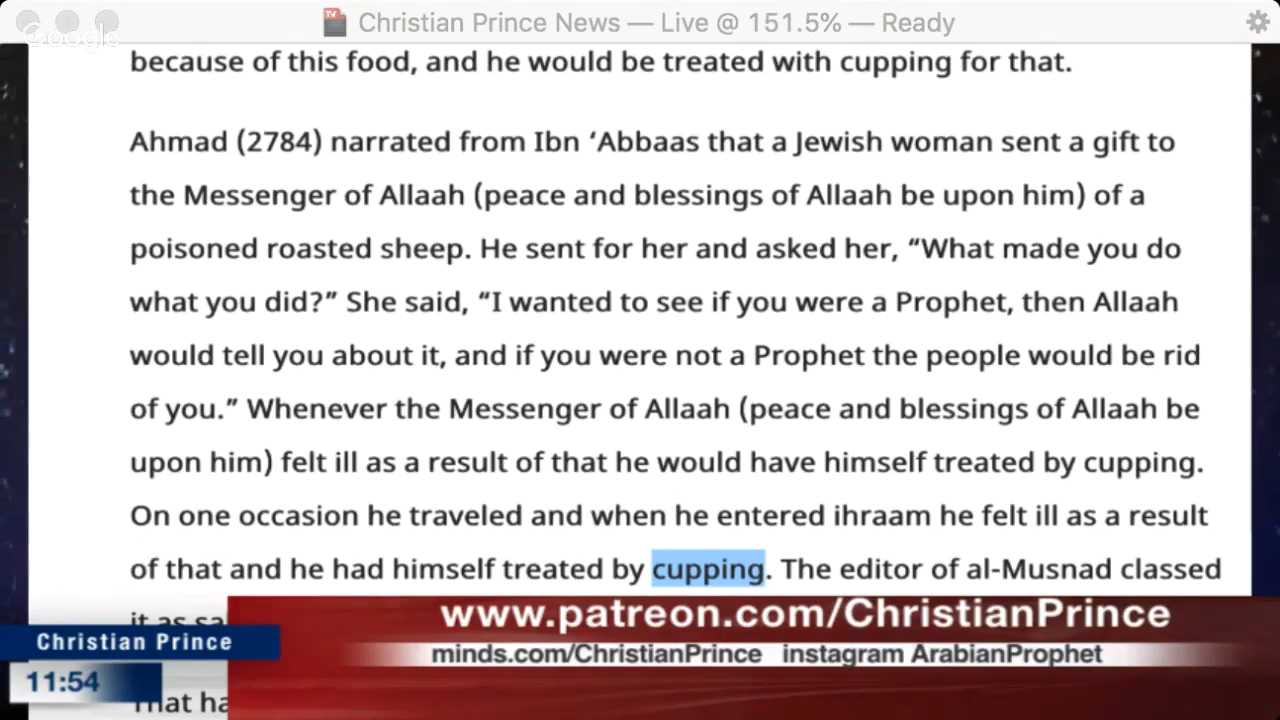 Christian Prince News — Live @ 151.5% — Ready
Google
because of this food, and he would be treated with cupping for that.
Ahmad (2784) narrated from Ibn ‘Abbaas that a Jewish woman sent a gift to
the Messenger of Allaah (peace and blessings of Allaah be upon him) of a
poisoned roasted sheep. He sent for her and asked her, “What made you do
what you did?” She said, “I wanted to see if you were a Prophet, then Allaah
would tell you about it, and if you were not a Prophet the people would be rid
of you.” Whenever the Messenger of Allaah (peace and blessings of Allaah be
upon him) felt ill as a result of that he would have himself treated by cupping.
On one occasion he traveled and when he entered ihraam he felt ill as a result
of that and he had himself treated by cupping. The editor of al-Musnad classed
it as sa
www.patreon.com/ChristianPrince
Christian Prince
minds.com/ChristianPrince instagram ArabianProphet
11:54
That ha